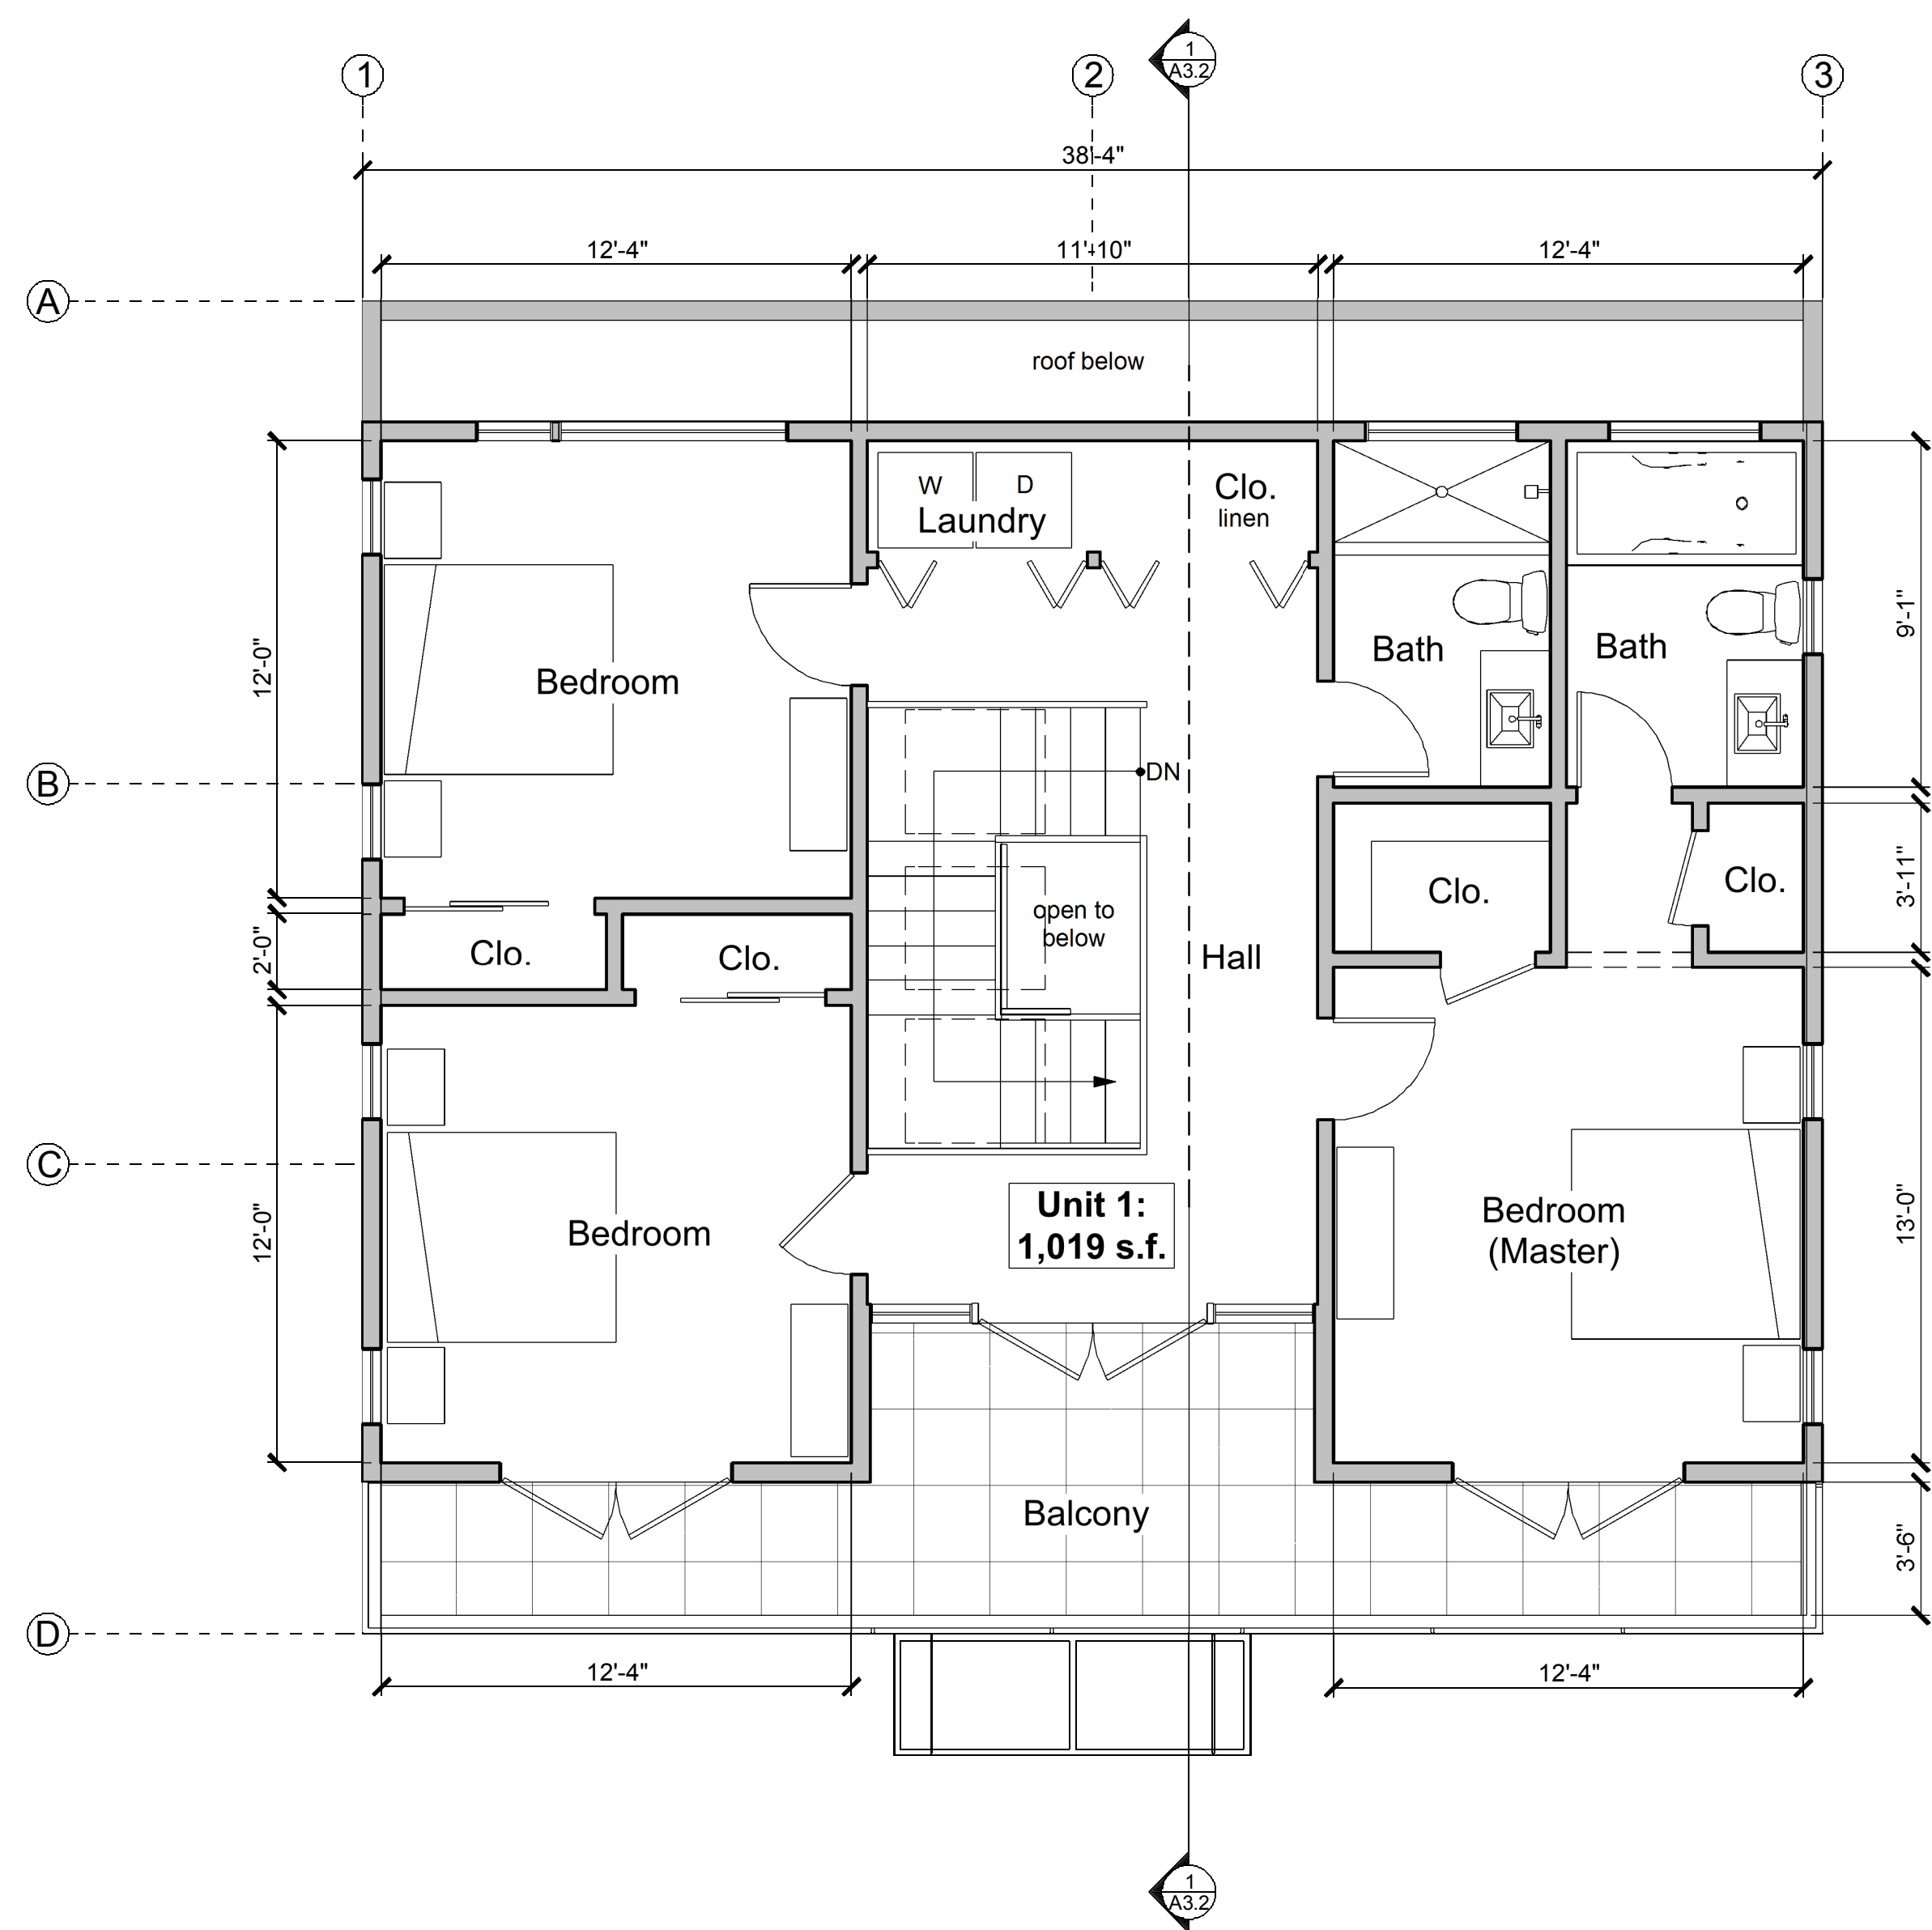 1
A3.2
1
2
3
38'-4"
12'-4"
11'-10"
12'-4"
A
roof below
W
D
Laundry
Clo.
linen
9'-1"
12'-0"
Bedroom
Bath
Bath
B
DN
3'-11"
Clo.
Clo.
open to
below
2'-0"
Clo.
Clo.
Hall
C
12'-0"
Bedroom
Unit 1:
1,019 s.f.
Bedroom
(Master)
13'-0"
Balcony
3'-6"
D
12'-4"
12'-4"
1
A3.2